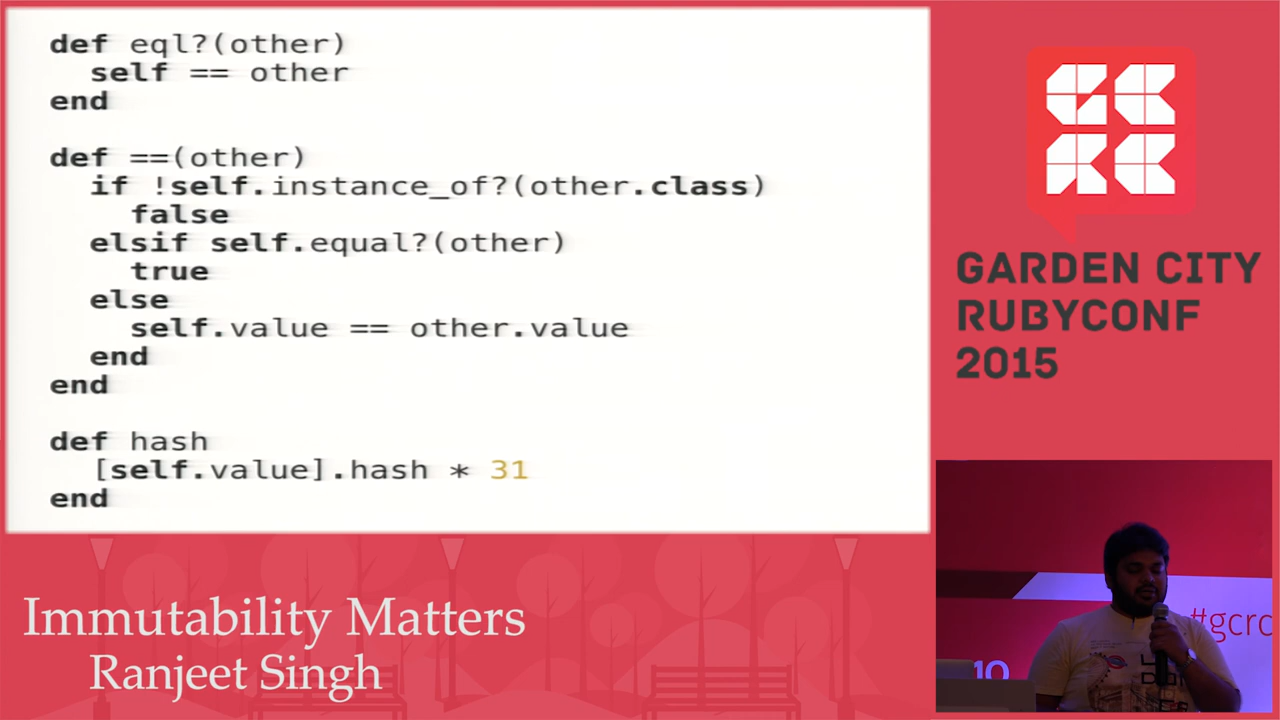 def eql?(other)
  self == other
end

def ==(other)
  if !self.instance_of?(other.class)
    false
  elsif self.equal?(other)
    true
  else
    self.value == other.value
  end
end

def hash
  [self.value].hash * 31
end
GCRC
GARDEN CITY
RUBYCONF
2015
Immutability Matters
Ranjeet Singh
#gcrc
10